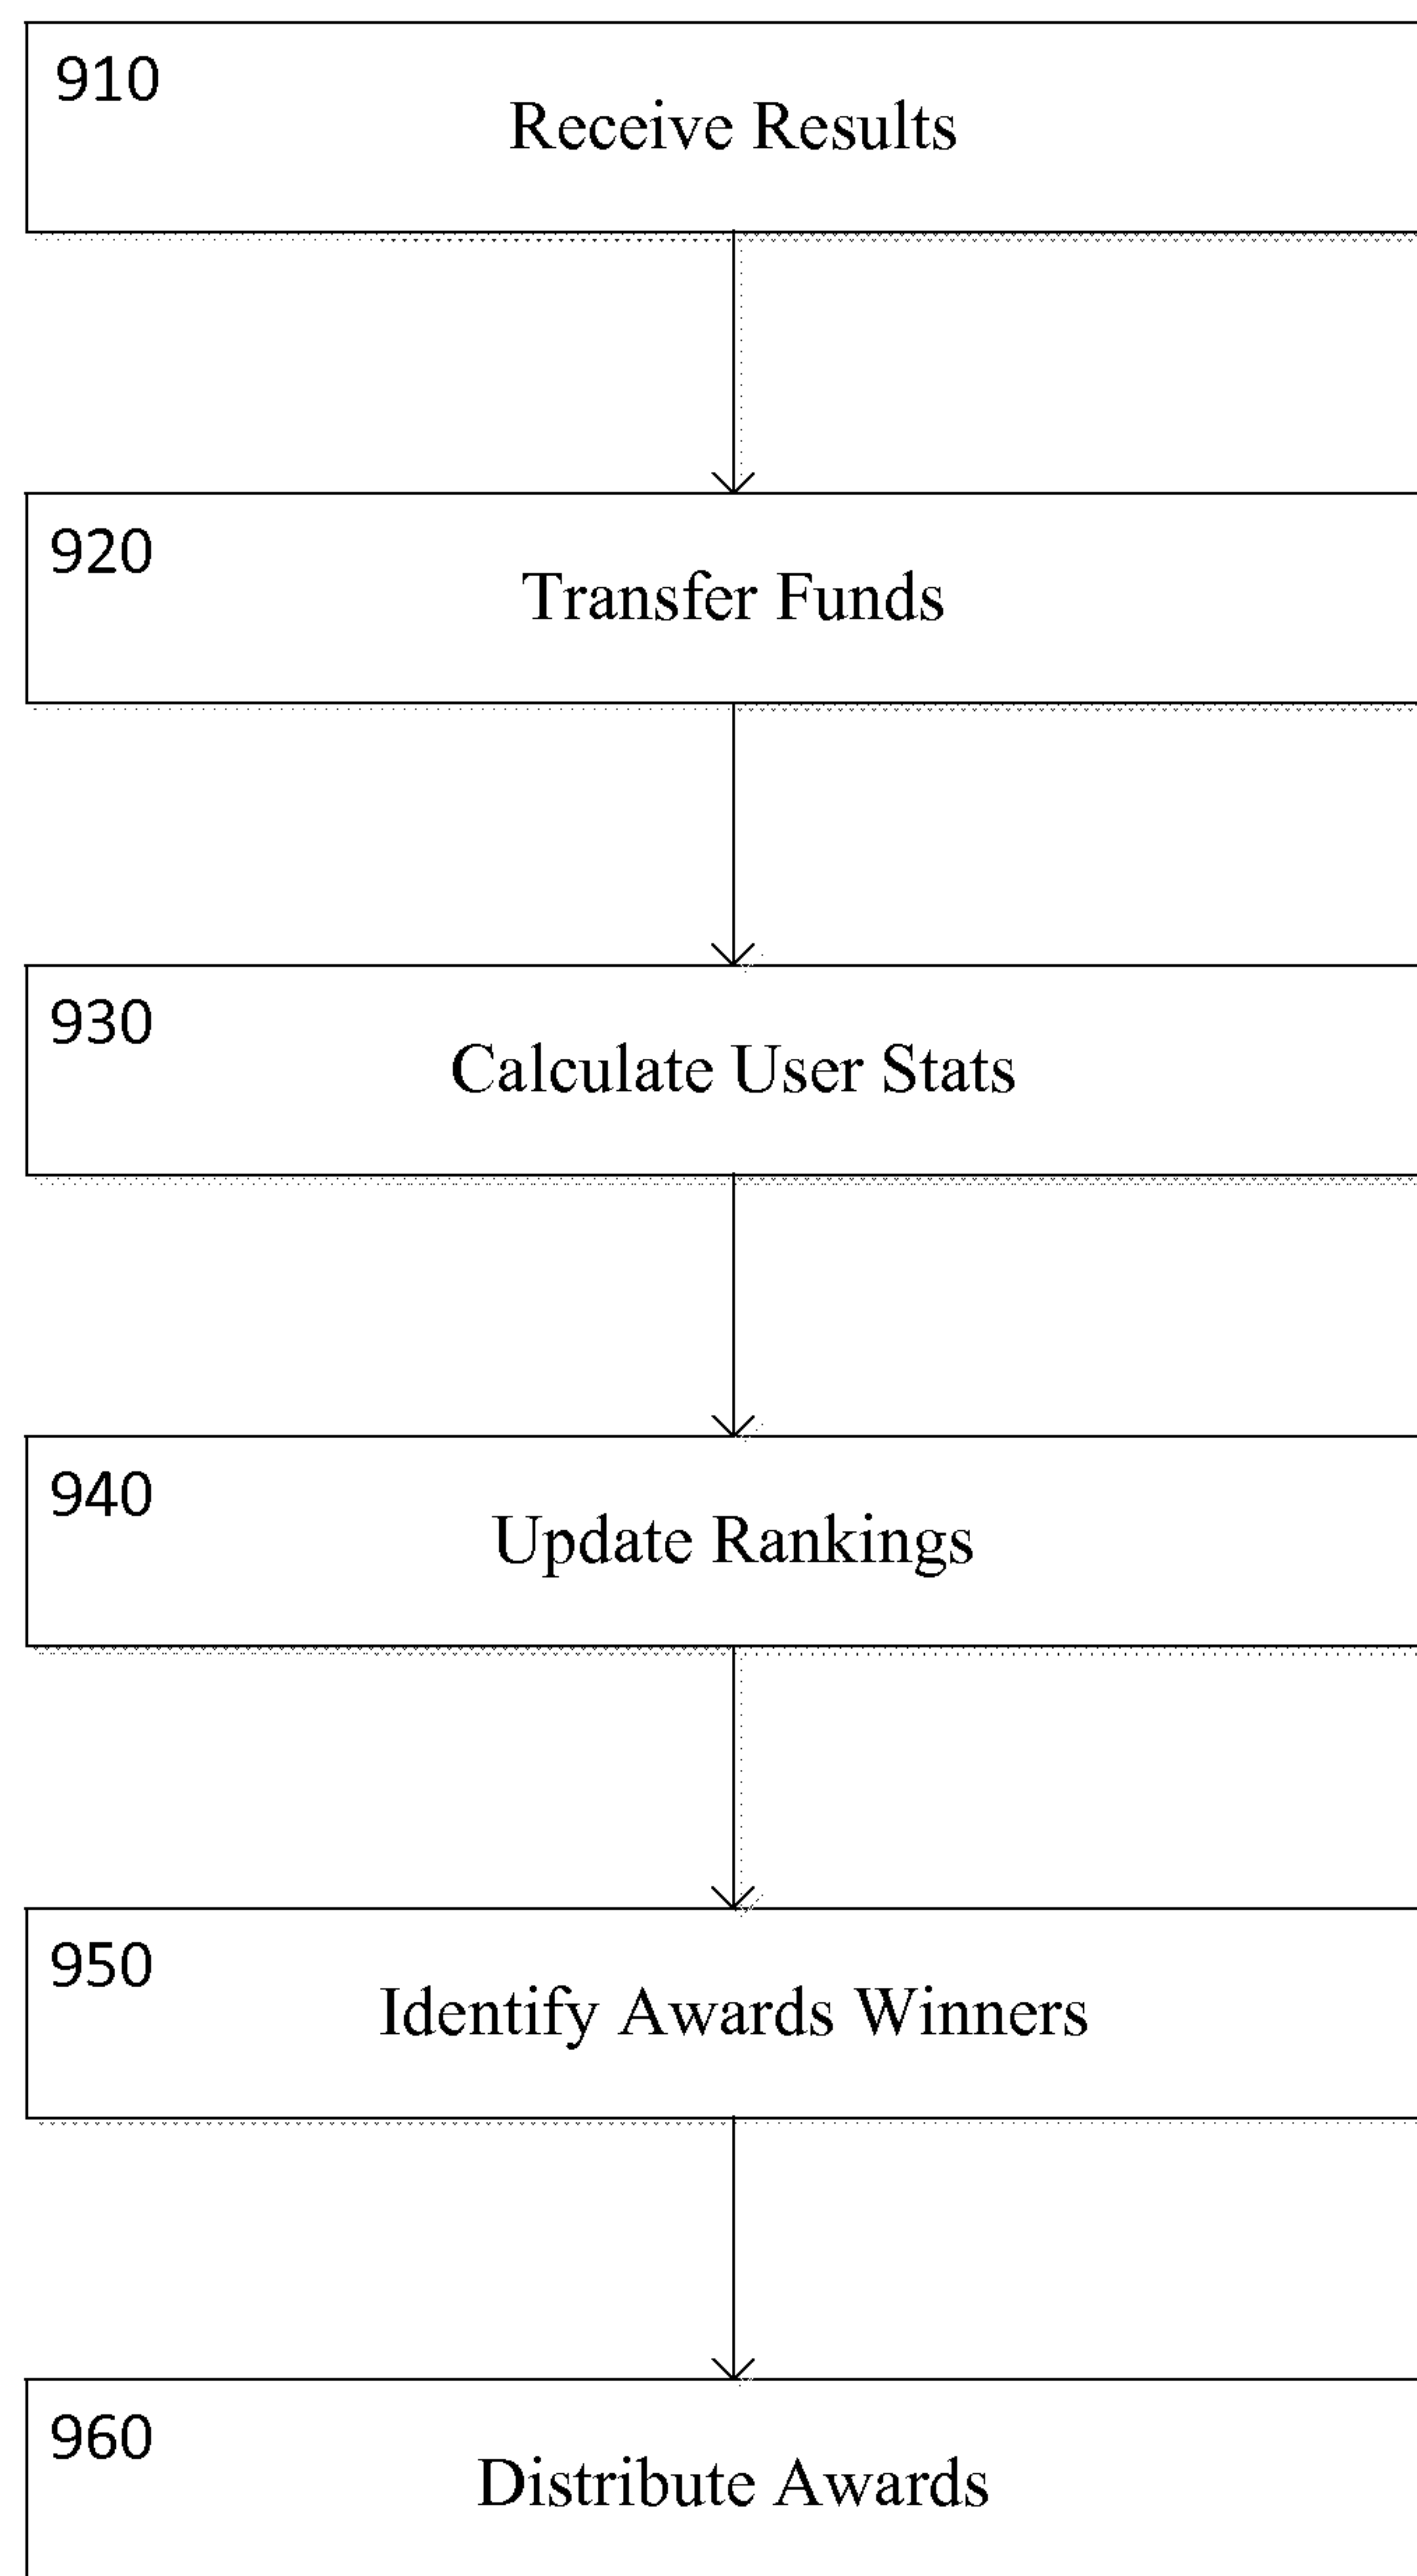 910
Receive Results
920
Transfer Funds
930
Calculate User Stats
940
Update Rankings
950
Identify Awards Winners
960
Distribute Awards